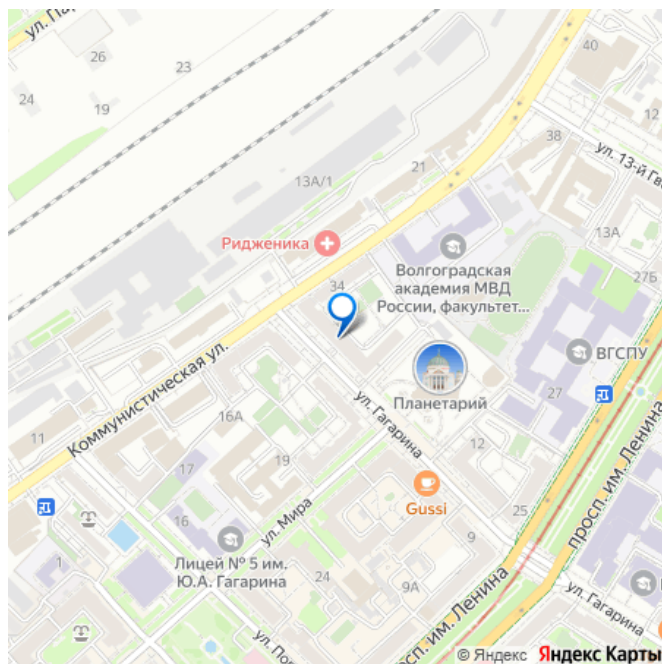 ул. Па
26
23
24
19
40
12
38
ул. 13-й Гва
21
13А/1
Ридженика
13А
Волгоградская
академия МВД
России, факультет...
27Б
34
ВГСПУ
Коммунистическая ул.
Планетарий
27
ул. Гагарина
16А
11
12
19
17
Gussi
просп. им. Ленина
25
16
ул. Мира
9
Лицей № 5 им.
Ю.А. Гагарина
1
24
9А
ул. Гагарина
просп. им. Ленина
ул. По
© Яндекс Яндекс Карты